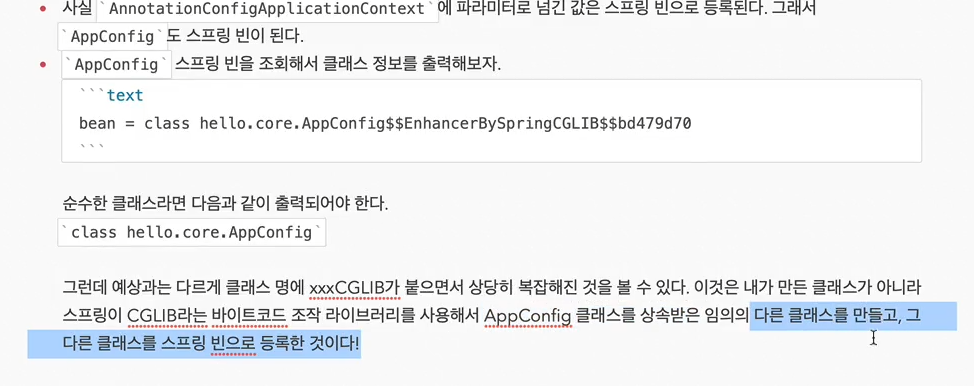 사실 `AnnotationConfigApplicationContext`에 파라미터로 넘긴 값은 스프링 빈으로 등록된다. 그래서
`AppConfig`도 스프링 빈이 된다.
`AppConfig` 스프링 빈을 조회해서 클래스 정보를 출력해보자.
```text
bean = class hello.core.AppConfig$$EnhancerBySpringCGLIB$$bd479d70
```
순수한 클래스라면 다음과 같이 출력되어야 한다.
`class hello.core.AppConfig`
그런데 예상과는 다르게 클래스 명에 xxxCGLIB가 붙으면서 상당히 복잡해진 것을 볼 수 있다. 이것은 내가 만든 클래스가 아니라
스프링이 CGLIB라는 바이트코드 조작 라이브러리를 사용해서 AppConfig 클래스를 상속받은 임의의 다른 클래스를 만들고, 그
다른 클래스를 스프링 빈으로 등록한 것이다!